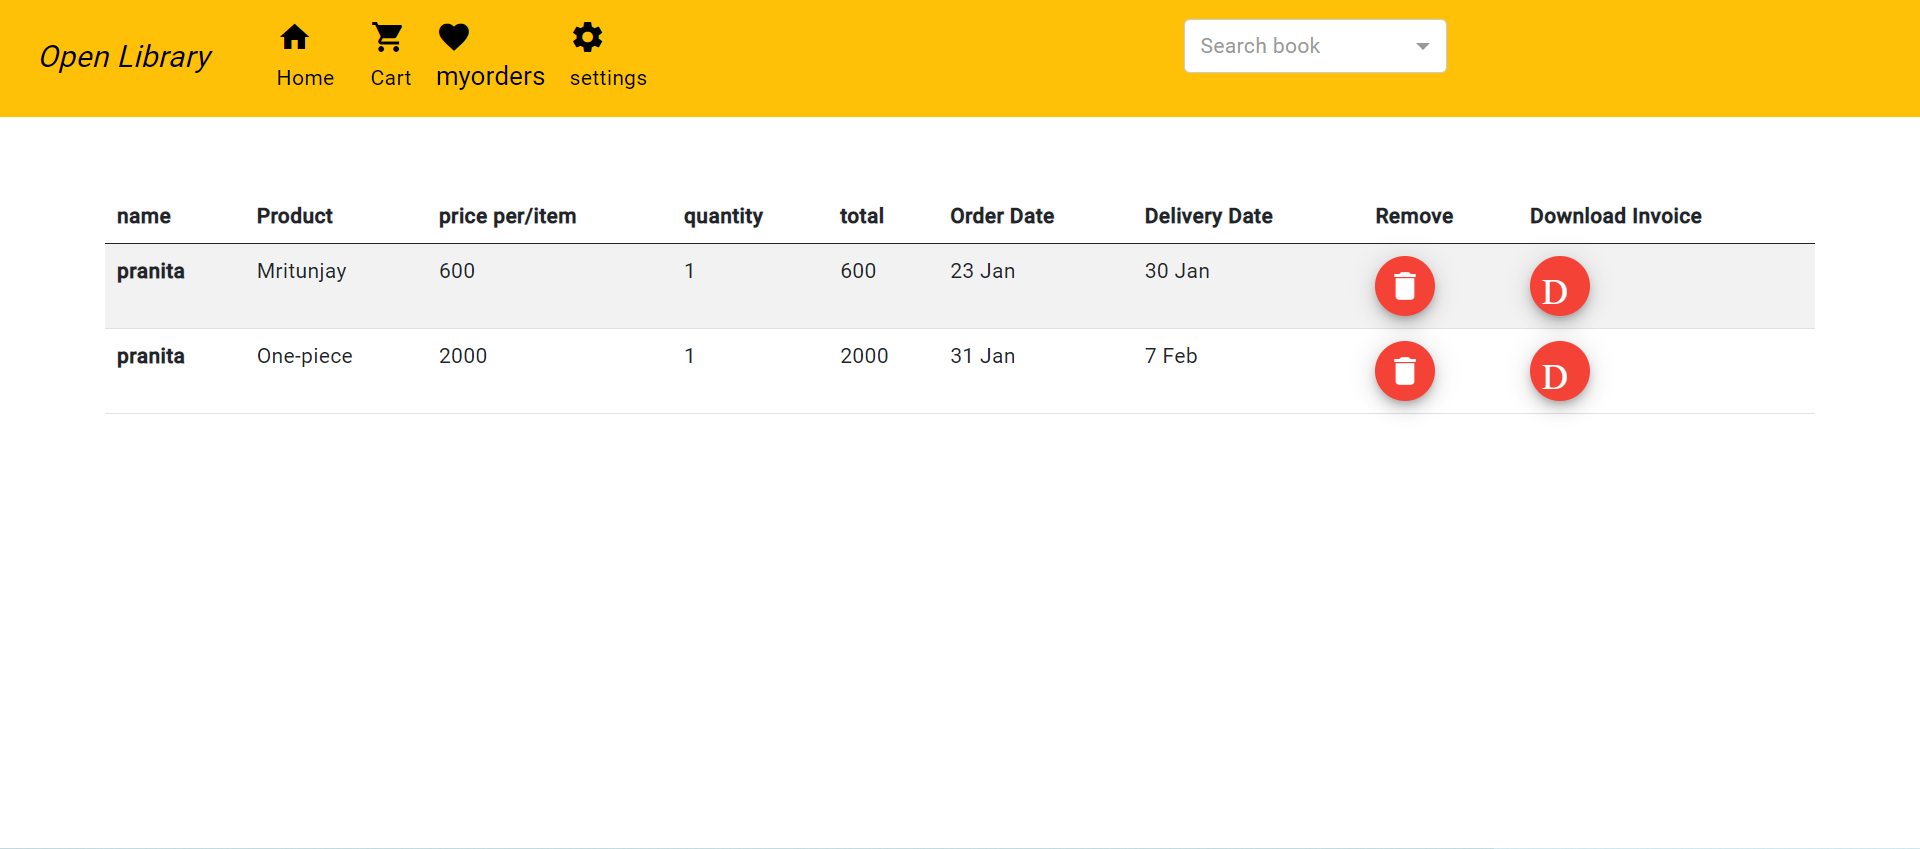 Open Library
Home Cart myorders settings
Search book
name Product price per/item quantity total Order Date Delivery Date Remove Download Invoice
pranita Mritunjay 600 1 600 23 Jan 30 Jan D
pranita One-piece 2000 1 2000 31 Jan 7 Feb D